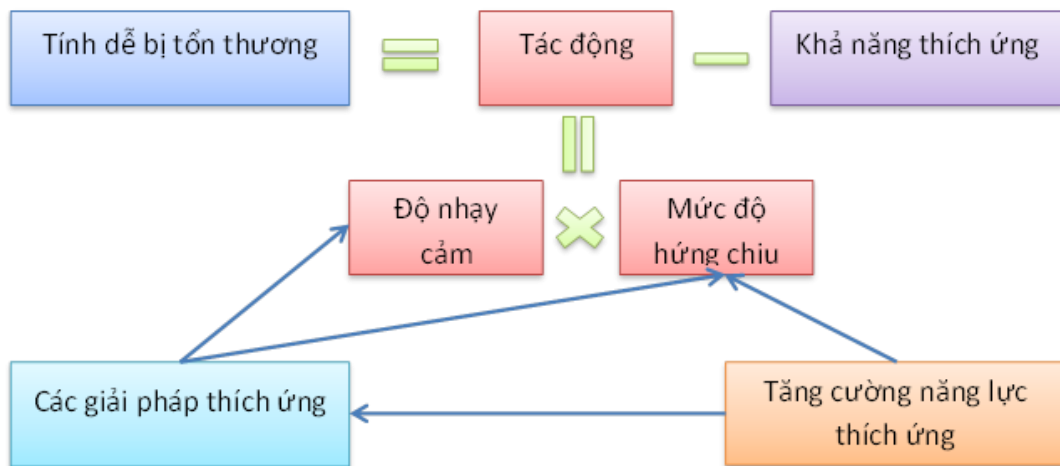 Tính dễ bị tổn thương
Tác động
Khả năng thích ứng
Độ nhạy
cảm
Mức độ
hứng chiu
Các giải pháp thích ứng
Tăng cường năng lực
thích ứng